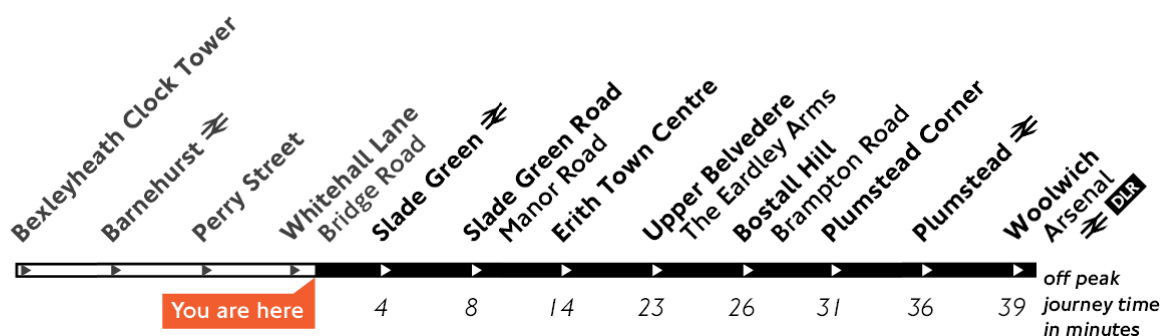 Bexleyheath Clock Tower
Barnehurst
Perry Street
Whitehall Lane
Bridge Road
Slade Green
Slade Green Road
Manor Road
Erith Town Centre
Upper Belvedere
The Eardley Arms
Bostall Hill
Brampton Road
Plumstead Corner
Plumstead
Woolwich
Arsenal
DLR
You are here
4 8 14 23 26 31 36 39
off peak
journey time
in minutes